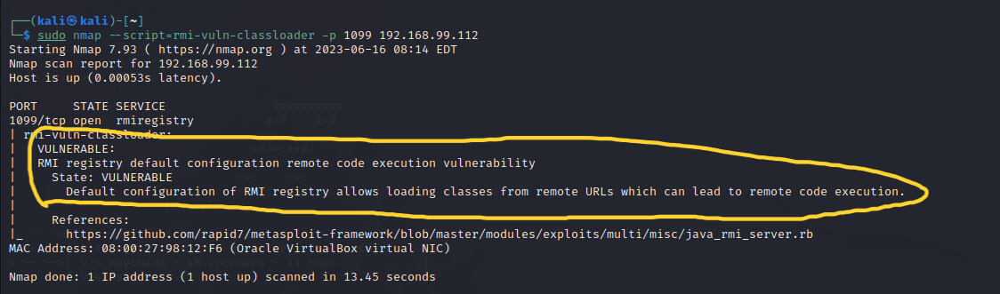 ┌──(kali㉿kali)-[~]
└─$ sudo nmap --script=rmi-vuln-classloader -p 1099 192.168.99.112
Starting Nmap 7.93 ( https://nmap.org ) at 2023-06-16 08:14 EDT
Nmap scan report for 192.168.99.112
Host is up (0.00053s latency).
PORT     STATE SERVICE
1099/tcp open  rmiregistry
| rmi-vuln-classloader:
|   VULNERABLE:
|   RMI registry default configuration remote code execution vulnerability
|     State: VULNERABLE
|       Default configuration of RMI registry allows loading classes from remote URLs which can lead to remote code execution.
|
|     References:
|_      https://github.com/rapid7/metasploit-framework/blob/master/modules/exploits/multi/misc/java_rmi_server.rb
MAC Address: 08:00:27:98:12:F6 (Oracle VirtualBox virtual NIC)
Nmap done: 1 IP address (1 host up) scanned in 13.45 seconds